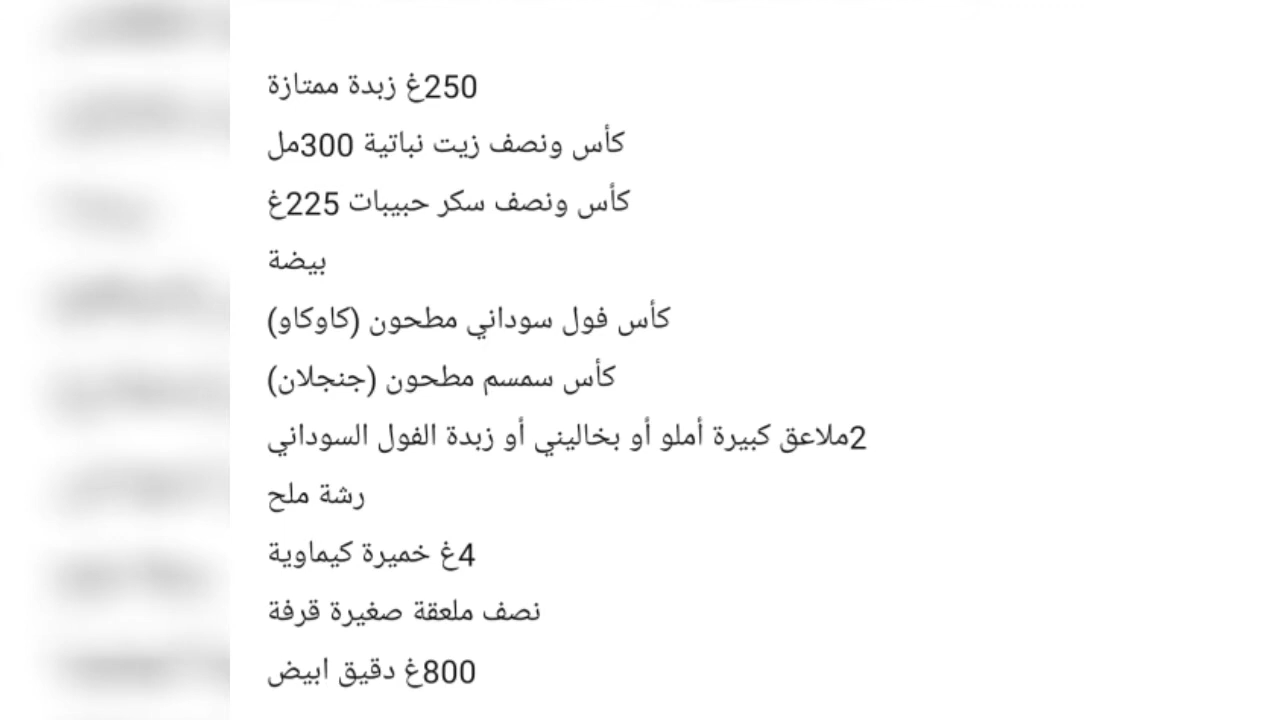 250غ زبدة ممتازة
كأس ونصف زيت نباتية 300مل
كأس ونصف سكر حبيبات 225غ
بيضة
كأس فول سوداني مطحون (كاوكاو)
كأس سمسم مطحون (جنجلان)
2ملاعق كبيرة أملو أو بخاليني أو زبدة الفول السوداني
رشة ملح
4غ خميرة كيماوية
نصف ملعقة صغيرة قرفة
800غ دقيق ابيض